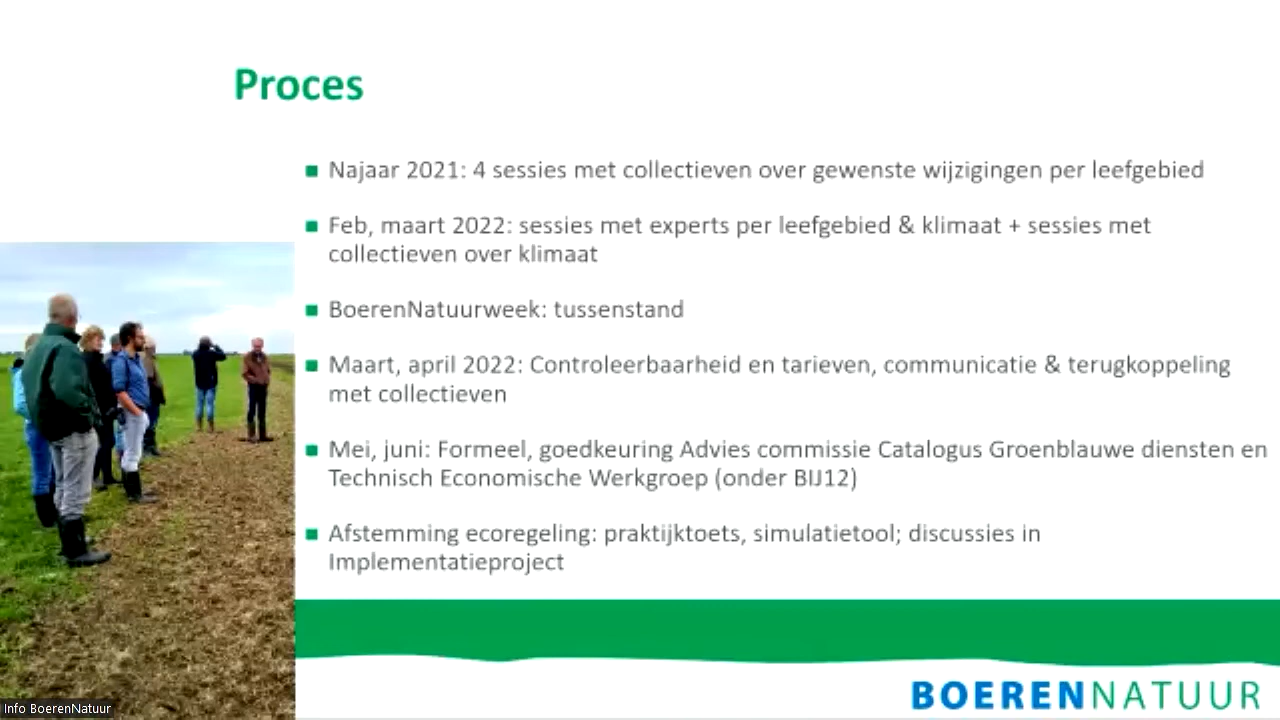 Proces
Najaar 2021: 4 sessies met collectieven over gewenste wijzigingen per leefgebied
Feb, maart 2022: sessies met experts per leefgebied & klimaat + sessies met
collectieven over klimaat
BoerenNatuurweek: tussenstand
Maart, april 2022: Controleerbaarheid en tarieven, communicatie & terugkoppeling
met collectieven
Mei, juni: Formeel, goedkeuring Advies commissie Catalogus Groenblauwe diensten en
Technisch Economische Werkgroep (onder BIJ12)
Afstemming ecoregeling: praktijktoets, simulatietool; discussies in
Implementatieproject
BOERENNATUUR
Info BoerenNatuur